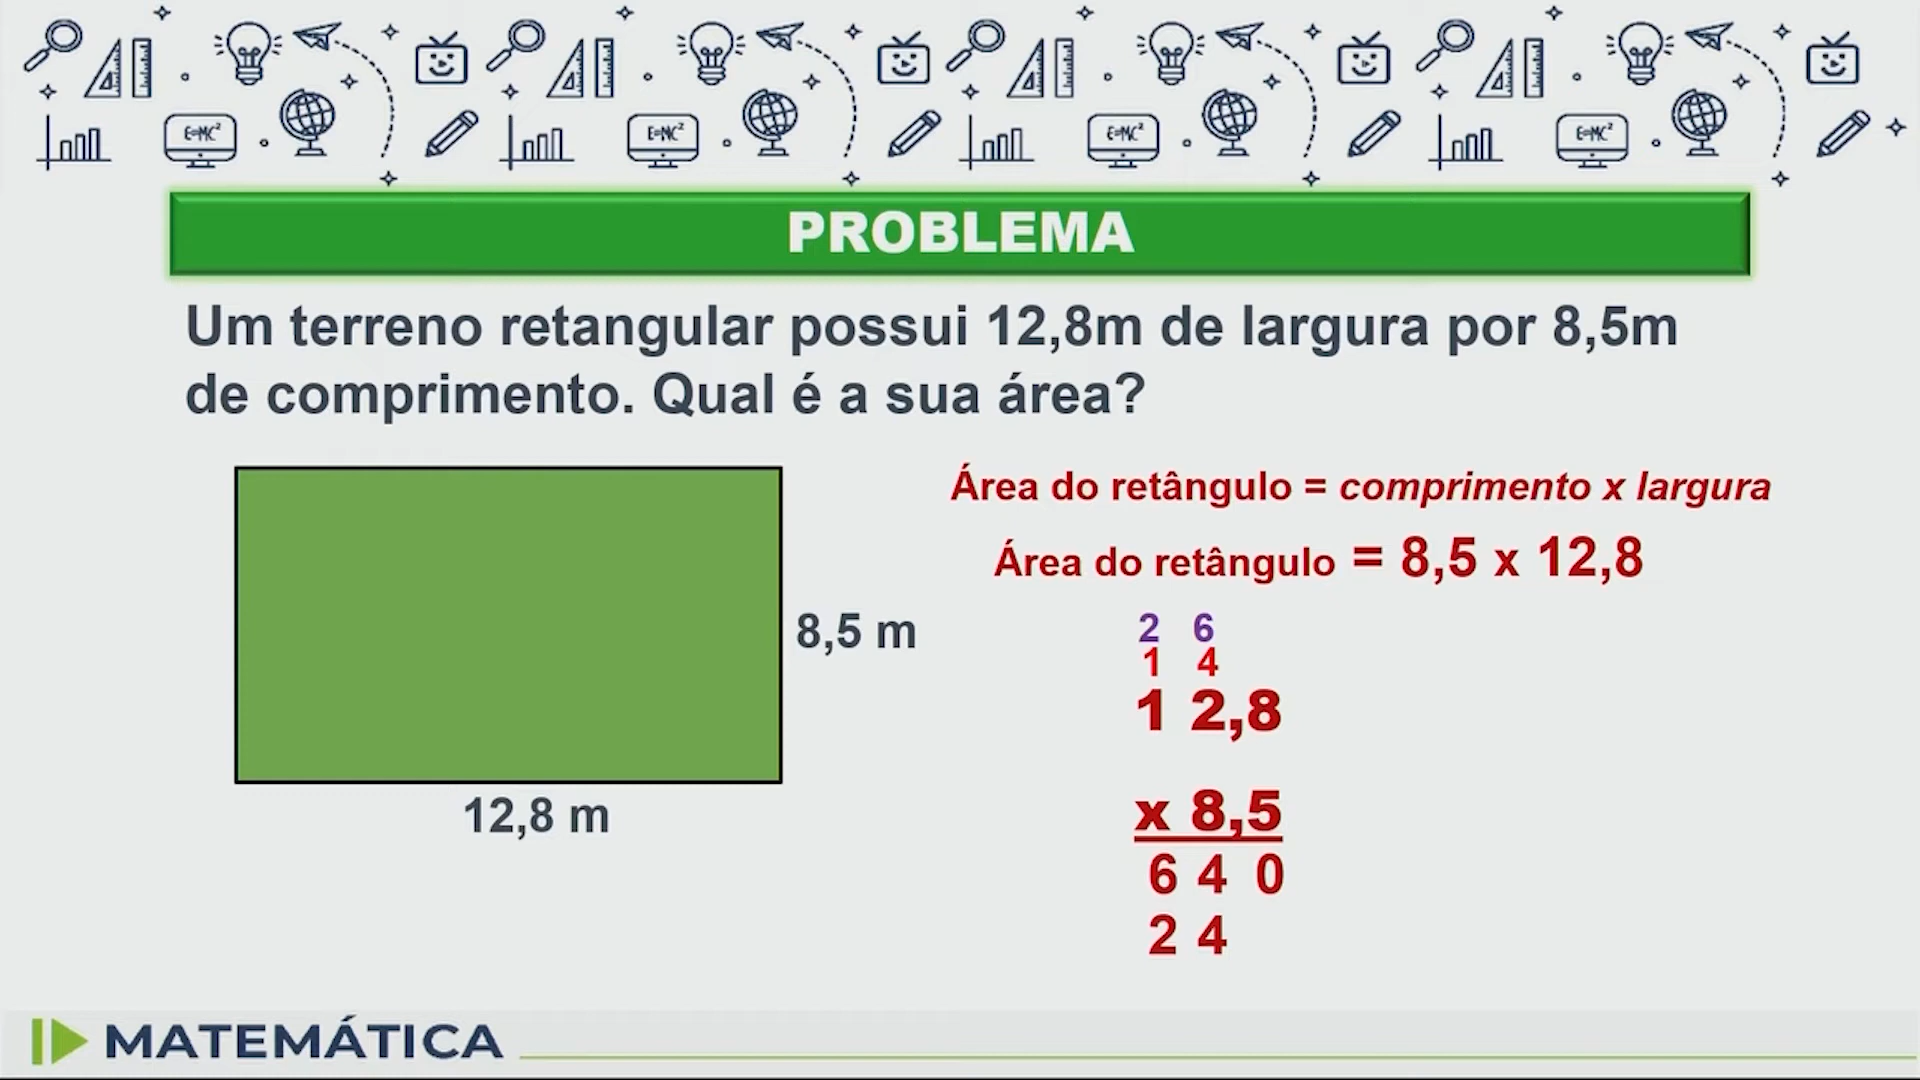 E=MC² E=MC² E=MC² E=MC²
PROBLEMA
Um terreno retangular possui 12,8m de largura por 8,5m
de comprimento. Qual é a sua área?
Área do retângulo = comprimento x largura
Área do retângulo = 8,5 x 12,8
8,5 m
12,8 m
2 6
1 4
1 2,8
x 8,5
6 4 0
2 4
MATEMÁTICA